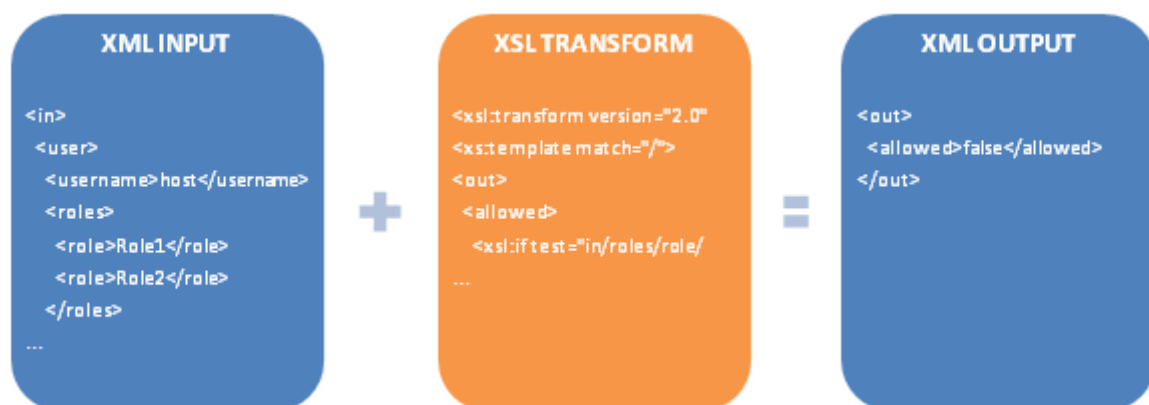 XML INPUT
<in>
<user>
<username>host</username>
<roles>
<role>Role1</role>
<role>Role2</role>
</roles>
...
XSL TRANSFORM
<xsl:transform version="2.0"
<xs:template match="/">
<out>
<allowed>
<xsl:if test="in/roles/role/
...
XML OUTPUT
<out>
<allowed>false</allowed>
</out>